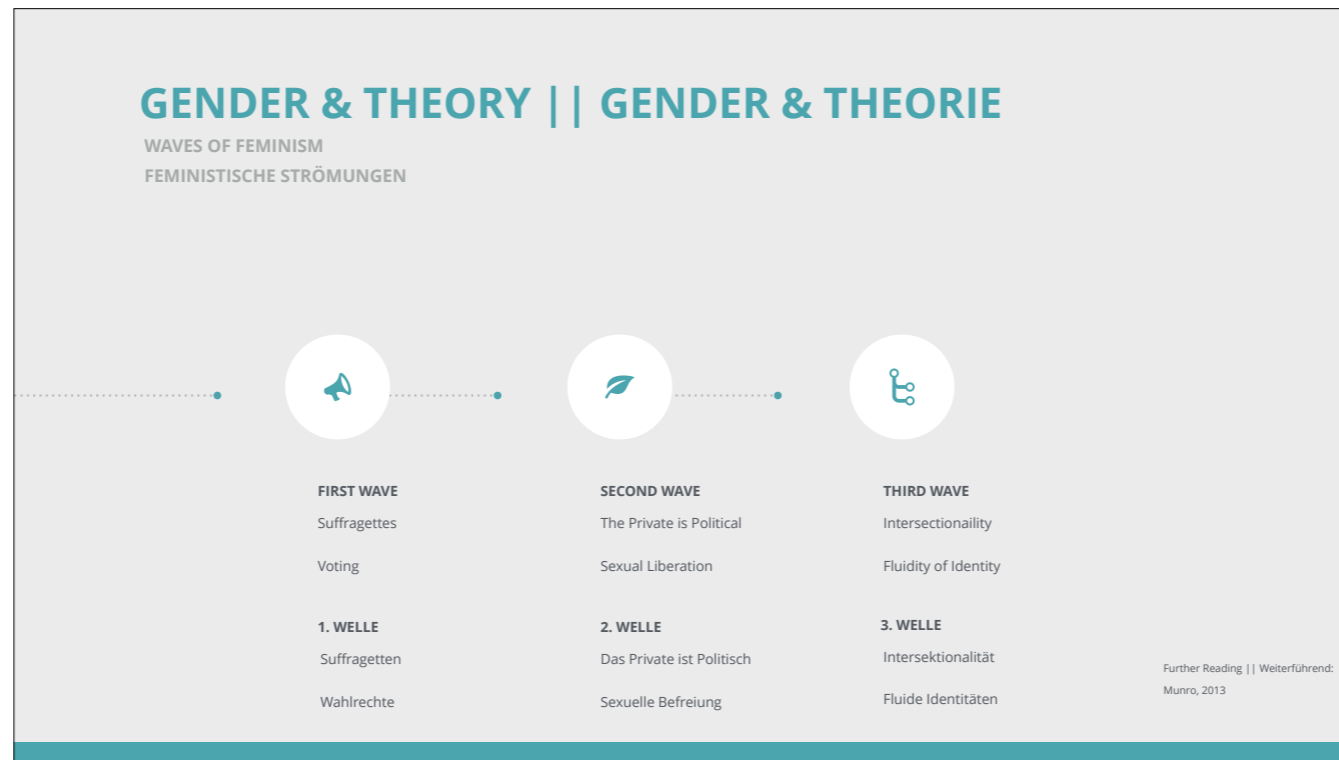 GENDER & THEORY || GENDER & THEORIE
WAVES OF FEMINISM
FEMINISTISCHE STRÖMUNGEN
FIRST WAVE
Suffragettes
Voting
1. WELLE
Suffragetten
Wahlrechte
SECOND WAVE
The Private is Political
Sexual Liberation
2. WELLE
Das Private ist Politisch
Sexuelle Befreiung
THIRD WAVE
Intersectionaility
Fluidity of Identity
3. WELLE
Intersektionalität
Fluide Identitäten
Further Reading || Weiterführend:
Munro, 2013